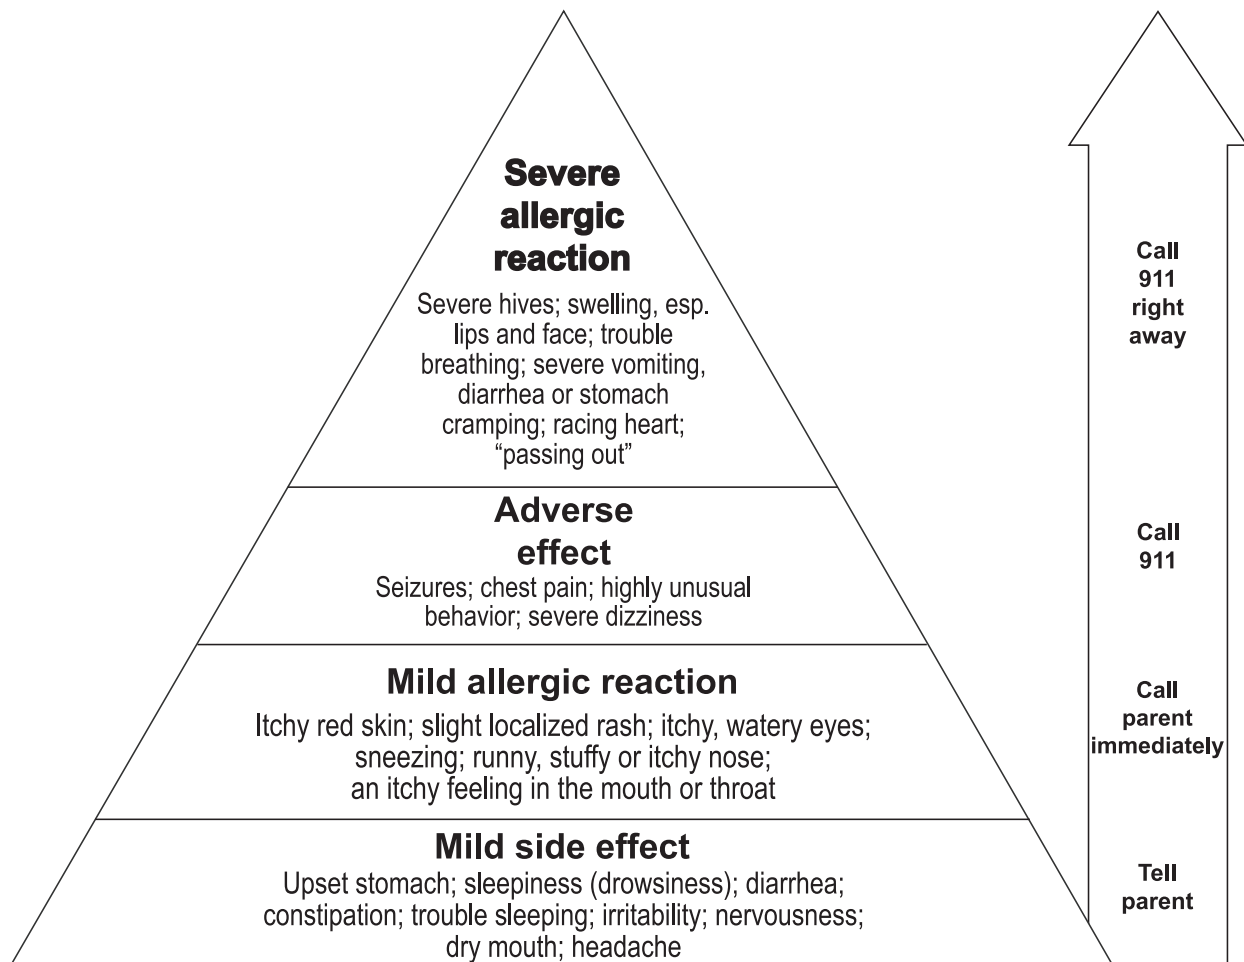 Severe
allergic
reaction
Severe hives; swelling, esp.
lips and face; trouble
breathing; severe vomiting,
diarrhea or stomach
cramping; racing heart;
“passing out”
Call
911
right
away
Adverse
effect
Seizures; chest pain; highly unusual
behavior; severe dizziness
Call
911
Mild allergic reaction
Itchy red skin; slight localized rash; itchy, watery eyes;
sneezing; runny, stuffy or itchy nose;
an itchy feeling in the mouth or throat
Call
parent
immediately
Mild side effect
Upset stomach; sleepiness (drowsiness); diarrhea;
constipation; trouble sleeping; irritability; nervousness;
dry mouth; headache
Tell
parent